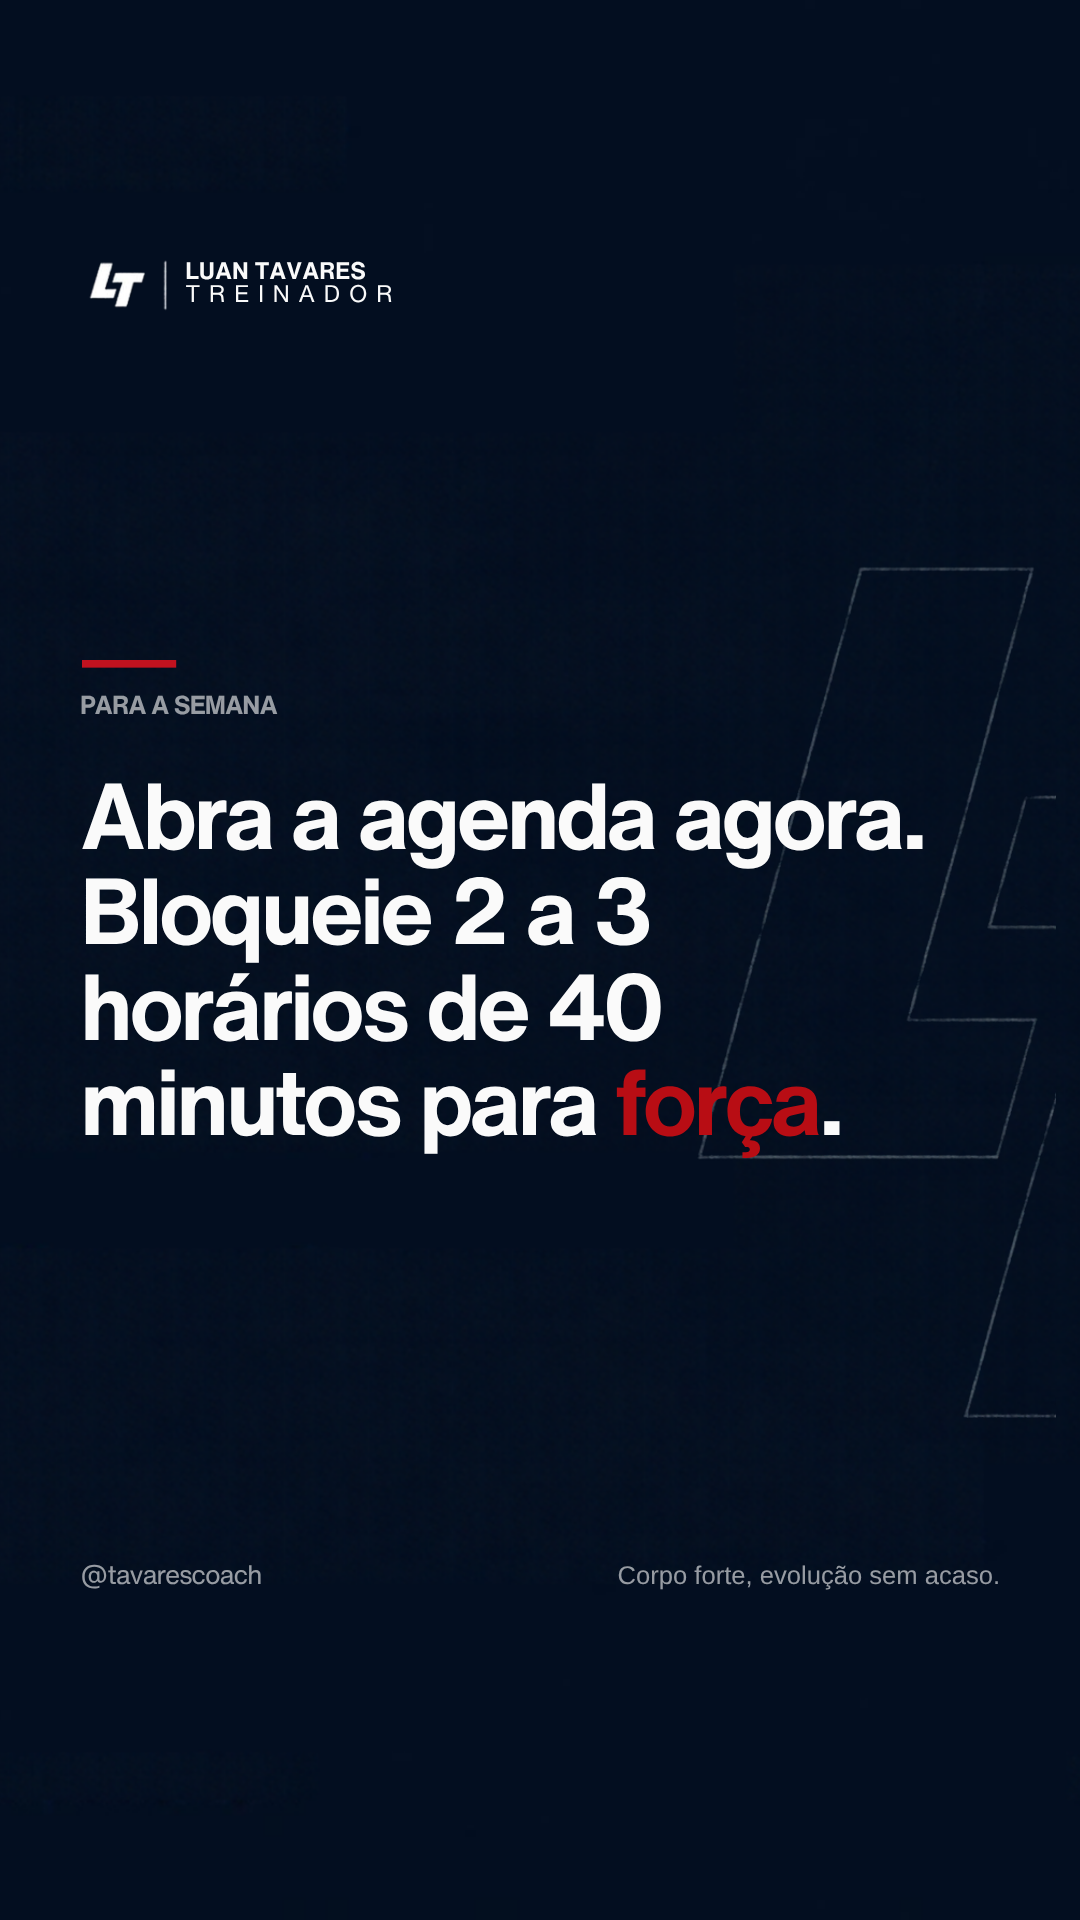 LT
LUAN TAVARES
TREINADOR
PARA A SEMANA
Abra a agenda agora.
Bloqueie 2 a 3
horários de 40
minutos para força.
@tavarescoach
Corpo forte, evolução sem acaso.